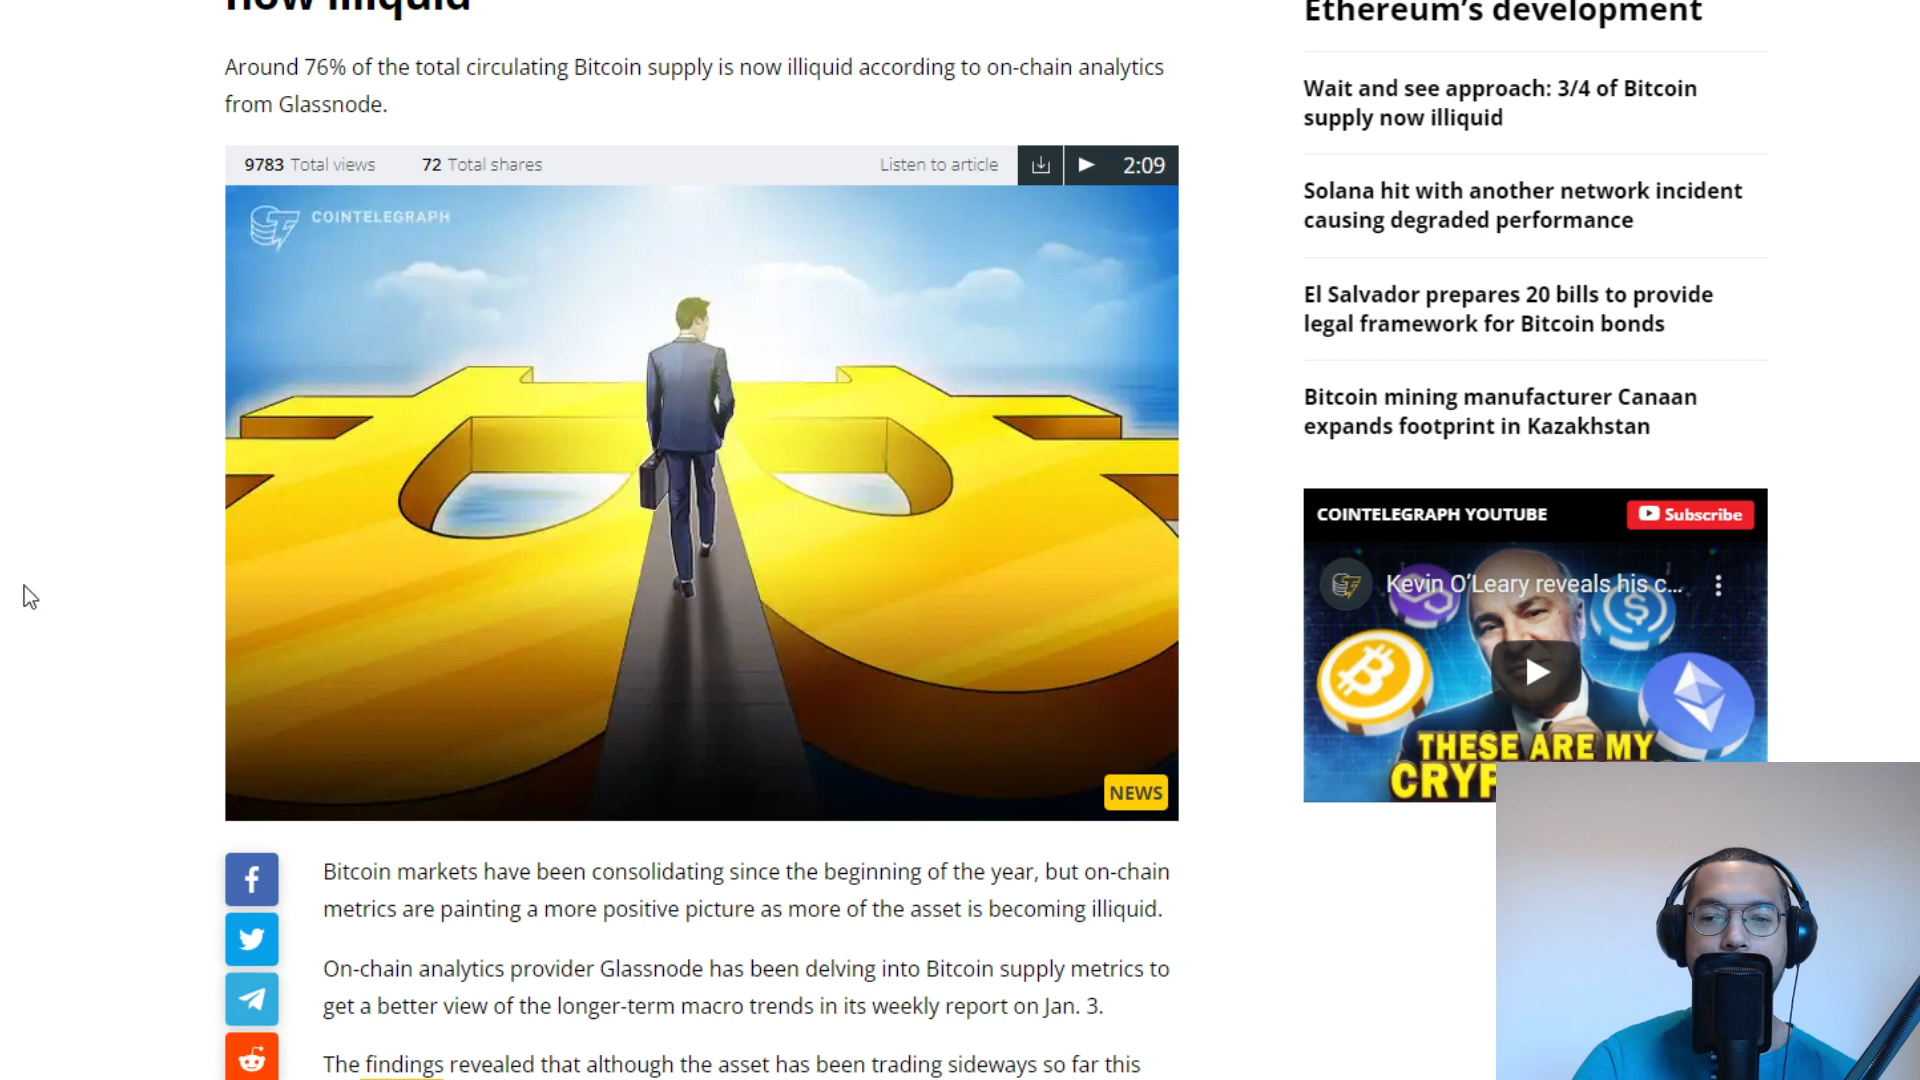 now illiquid
Around 76% of the total circulating Bitcoin supply is now illiquid according to on-chain analytics
from Glassnode.
9783 Total views 72 Total shares Listen to article 2:09
COINTELEGRAPH
NEWS
Bitcoin markets have been consolidating since the beginning of the year, but on-chain
metrics are painting a more positive picture as more of the asset is becoming illiquid.
On-chain analytics provider Glassnode has been delving into Bitcoin supply metrics to
get a better view of the longer-term macro trends in its weekly report on Jan. 3.
The findings revealed that although the asset has been trading sideways so far this
Ethereum’s development
Wait and see approach: 3/4 of Bitcoin
supply now illiquid
Solana hit with another network incident
causing degraded performance
El Salvador prepares 20 bills to provide
legal framework for Bitcoin bonds
Bitcoin mining manufacturer Canaan
expands footprint in Kazakhstan
COINTELEGRAPH YOUTUBE Subscribe
Kevin O’Leary reveals his c...
THESE ARE MY